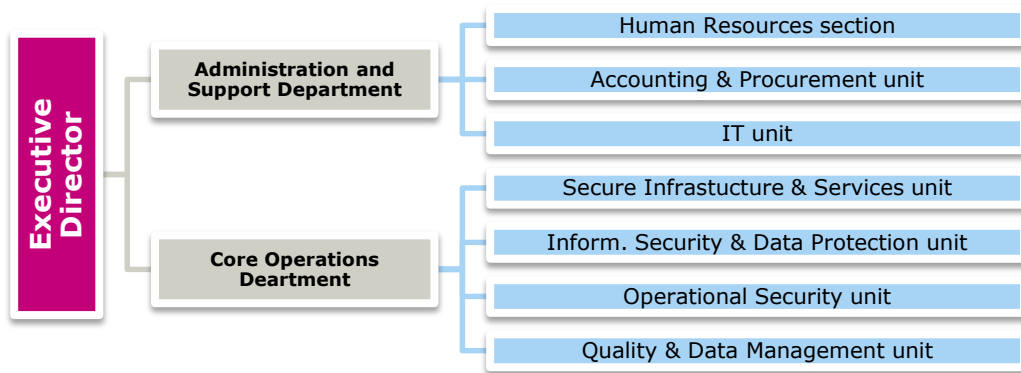 Executive
Director
Administration and
Support Department
Human Resources section
Accounting & Procurement unit
IT unit
Core Operations
Deartment
Secure Infrastucture & Services unit
Inform. Security & Data Protection unit
Operational Security unit
Quality & Data Management unit